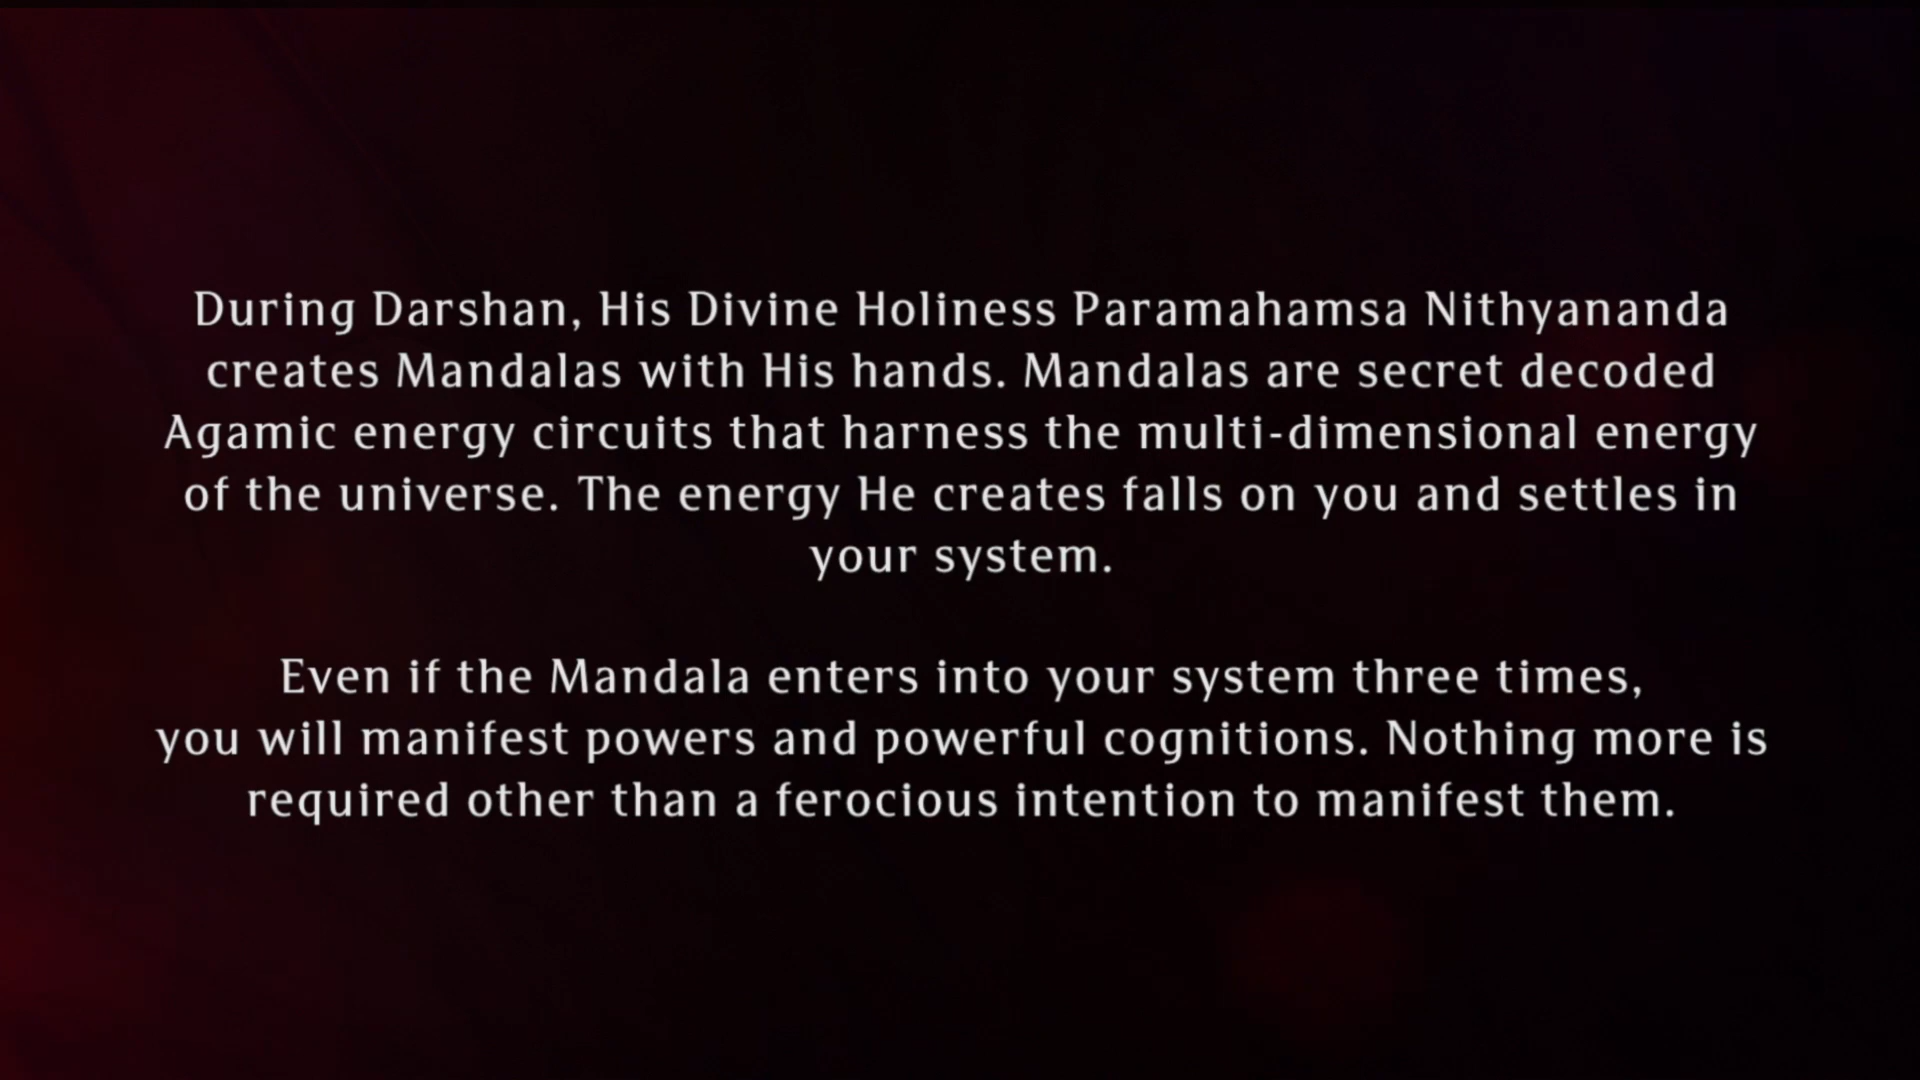 During Darshan, His Divine Holiness Paramahamsa Nithyananda
creates Mandalas with His hands. Mandalas are secret decoded
Agamic energy circuits that harness the multi-dimensional energy
of the universe. The energy He creates falls on you and settles in
your system.
Even if the Mandala enters into your system three times,
you will manifest powers and powerful cognitions. Nothing more is
required other than a ferocious intention to manifest them.